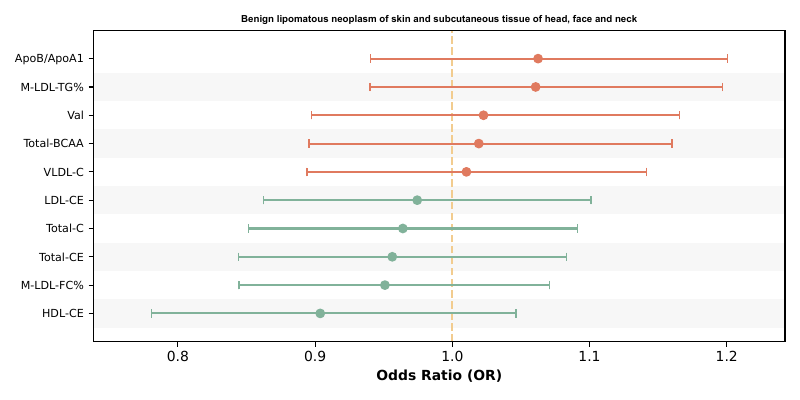 Benign lipomatous neoplasm of skin and subcutaneous tissue of head, face and neck
ApoB/ApoA1
M-LDL-TG%
Val
Total-BCAA
VLDL-C
LDL-CE
Total-C
Total-CE
M-LDL-FC%
HDL-CE
0.8 0.9 1.0 1.1 1.2
Odds Ratio (OR)